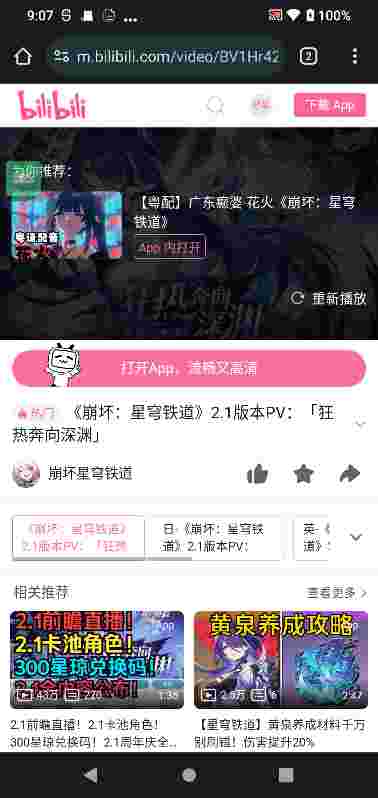 9:07
100%
m.bilibili.com/video/BV1Hr42
2
bilibili
下载 App
为你推荐：
【粤配】广东癫婆 花火《崩坏：星穹铁道》
App 内打开
重新播放
打开App，流畅又高清
热门 《崩坏：星穹铁道》2.1版本PV：「狂
热奔向深渊」
崩坏星穹铁道
《崩坏：星穹铁道》
2.1版本PV：「狂热
日-《崩坏：星穹铁
道》2.1版本PV：
英-《
道》
相关推荐
查看更多
2.1前瞻直播！
2.1卡池角色！
300星琼兑换码！
43万 220 1:36
黄泉养成攻略
2.5万 6 2:47
2.1前瞻直播！2.1卡池角色！
300星琼兑换码！2.1周年庆全...
【星穹铁道】黄泉养成材料千万
别刷错！伤害提升20%